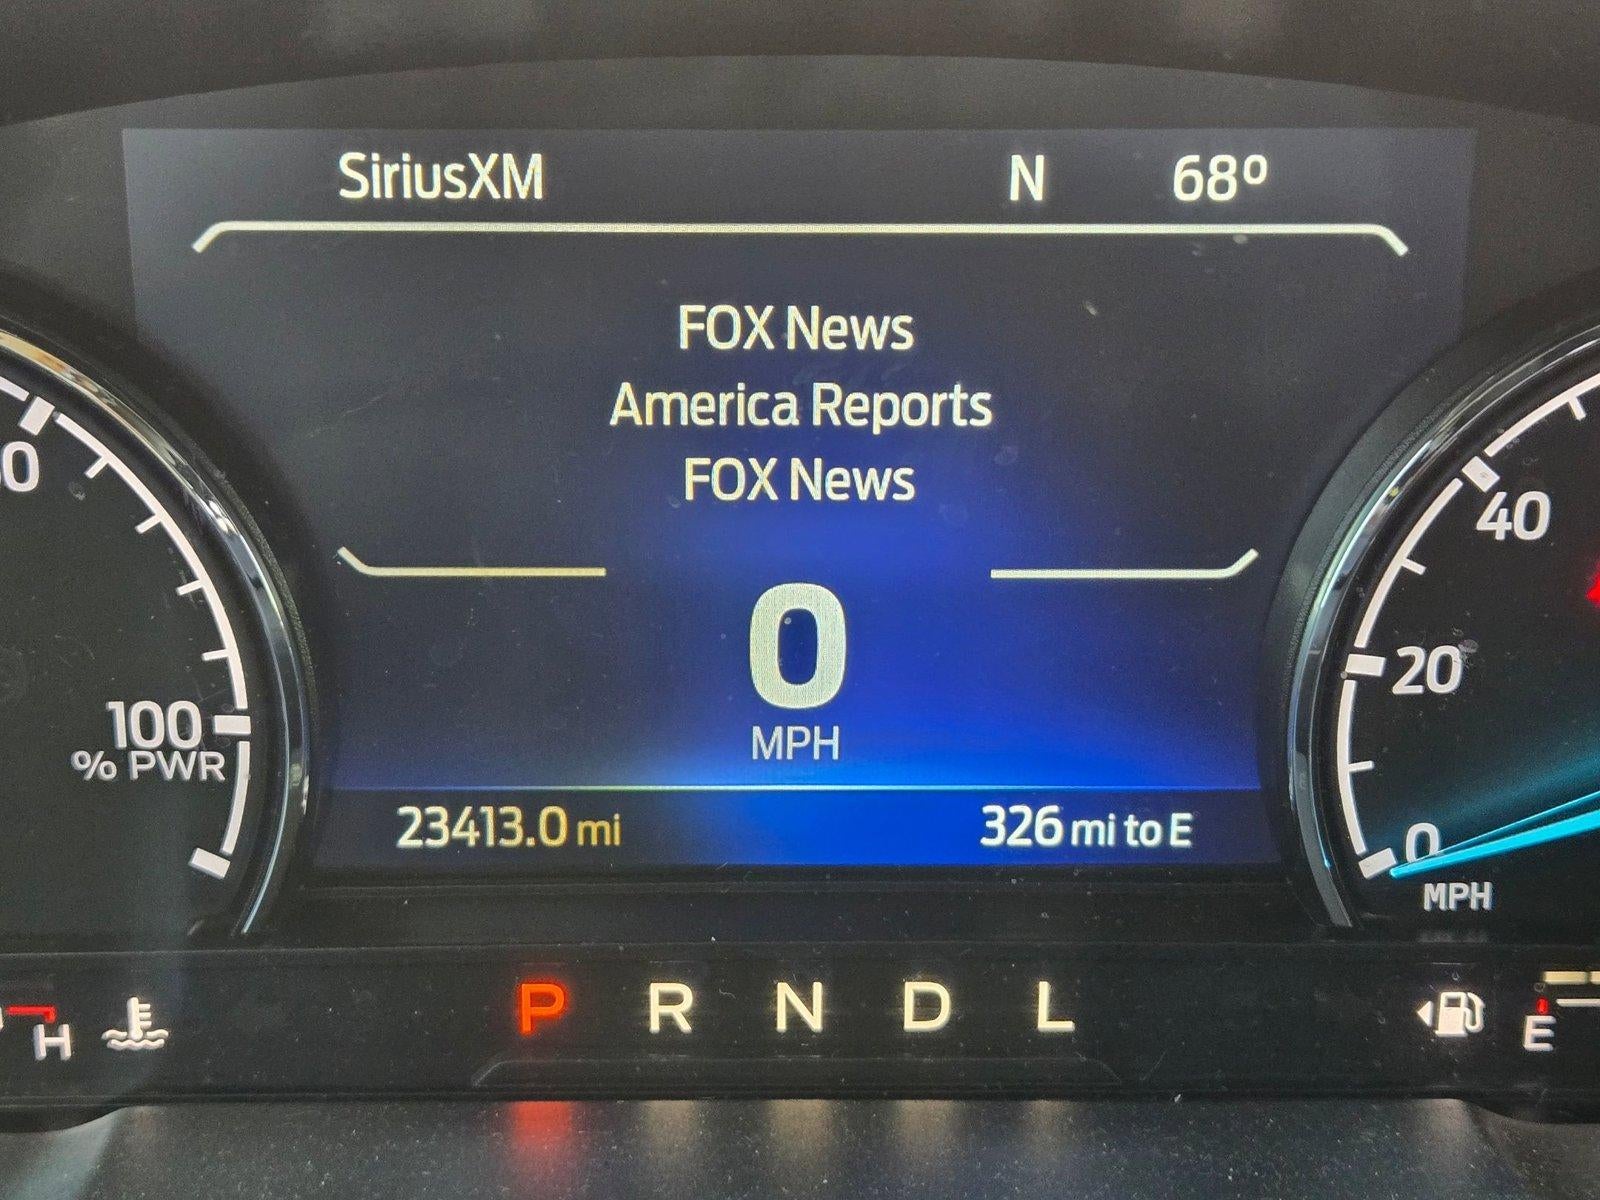 SiriusXM N 68º
FOX News
America Reports
FOX News
40
0
MPH
20
100
% PWR
23413.0 mi 326 mi to E
0
MPH
P R N D L
H
E